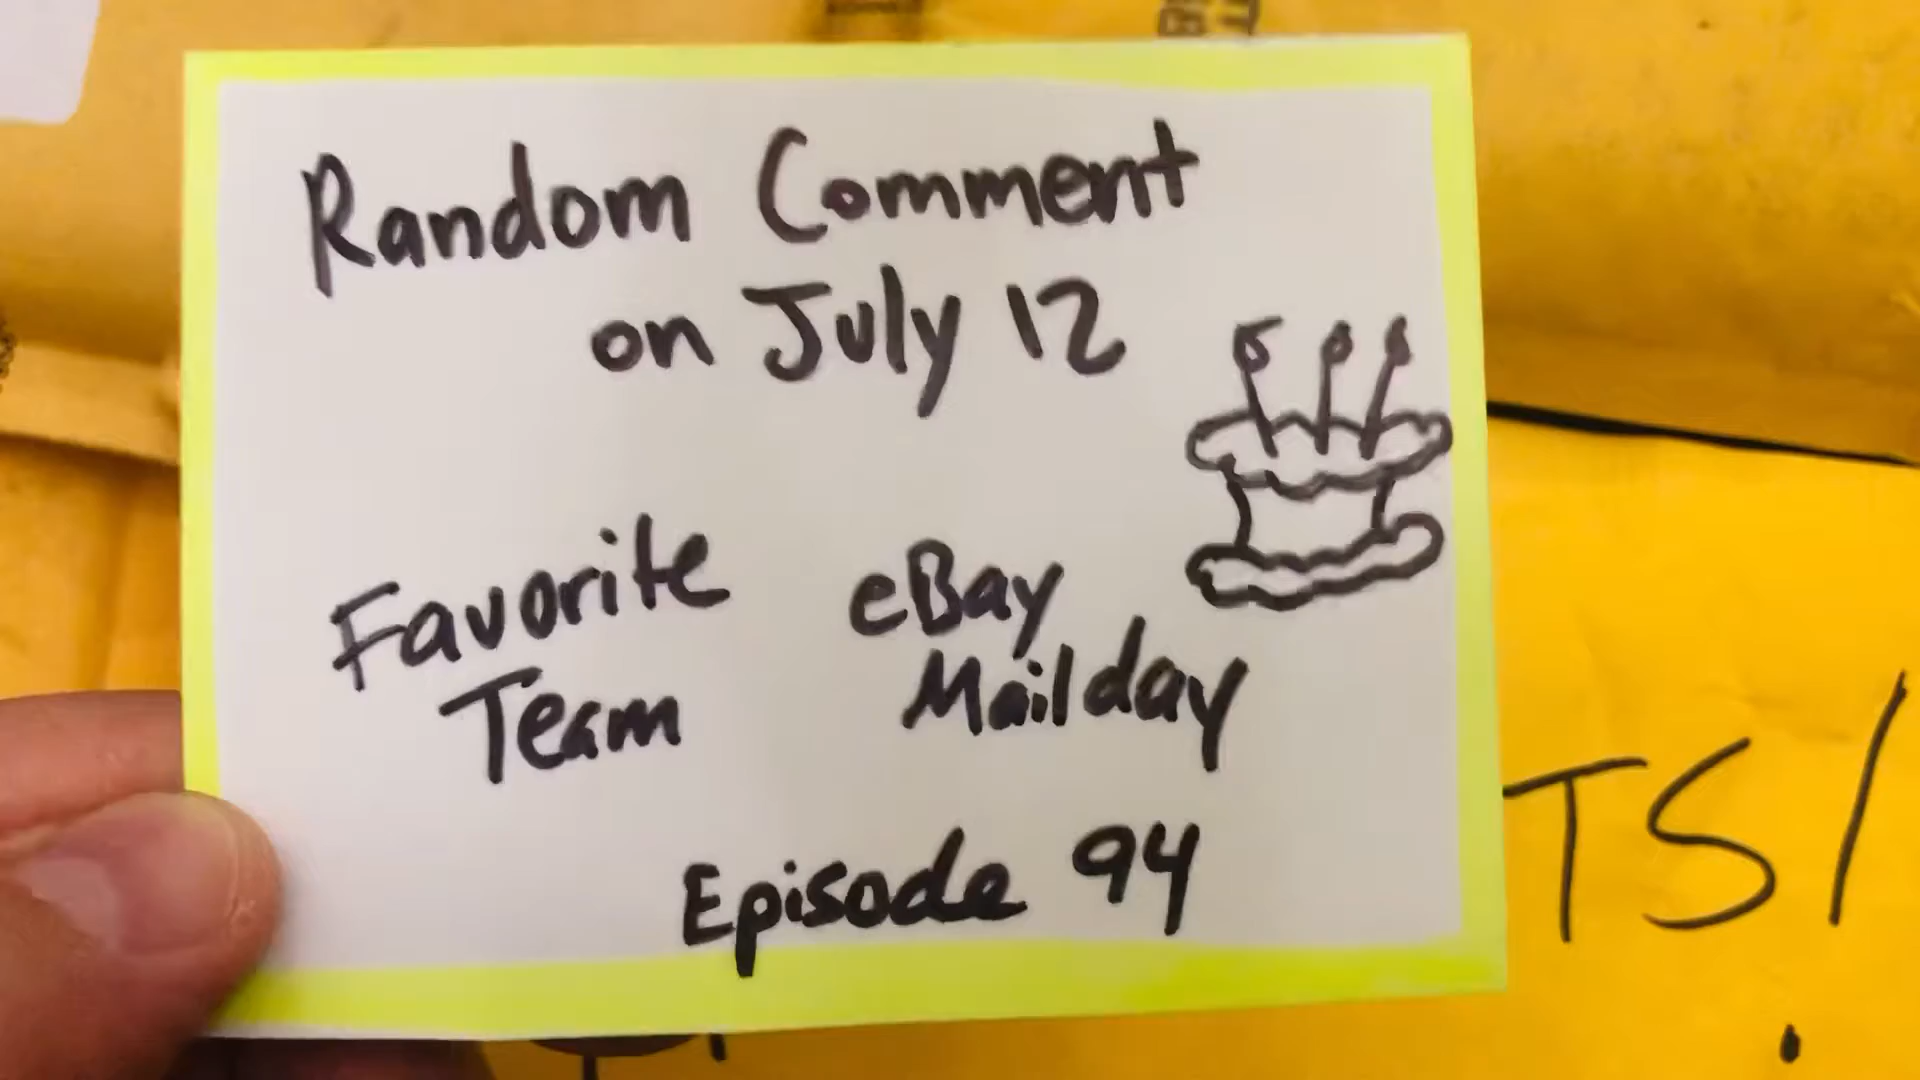 Random Comment
on July 12
Favorite
Team
eBay
Mailday
Episode 94
TS!